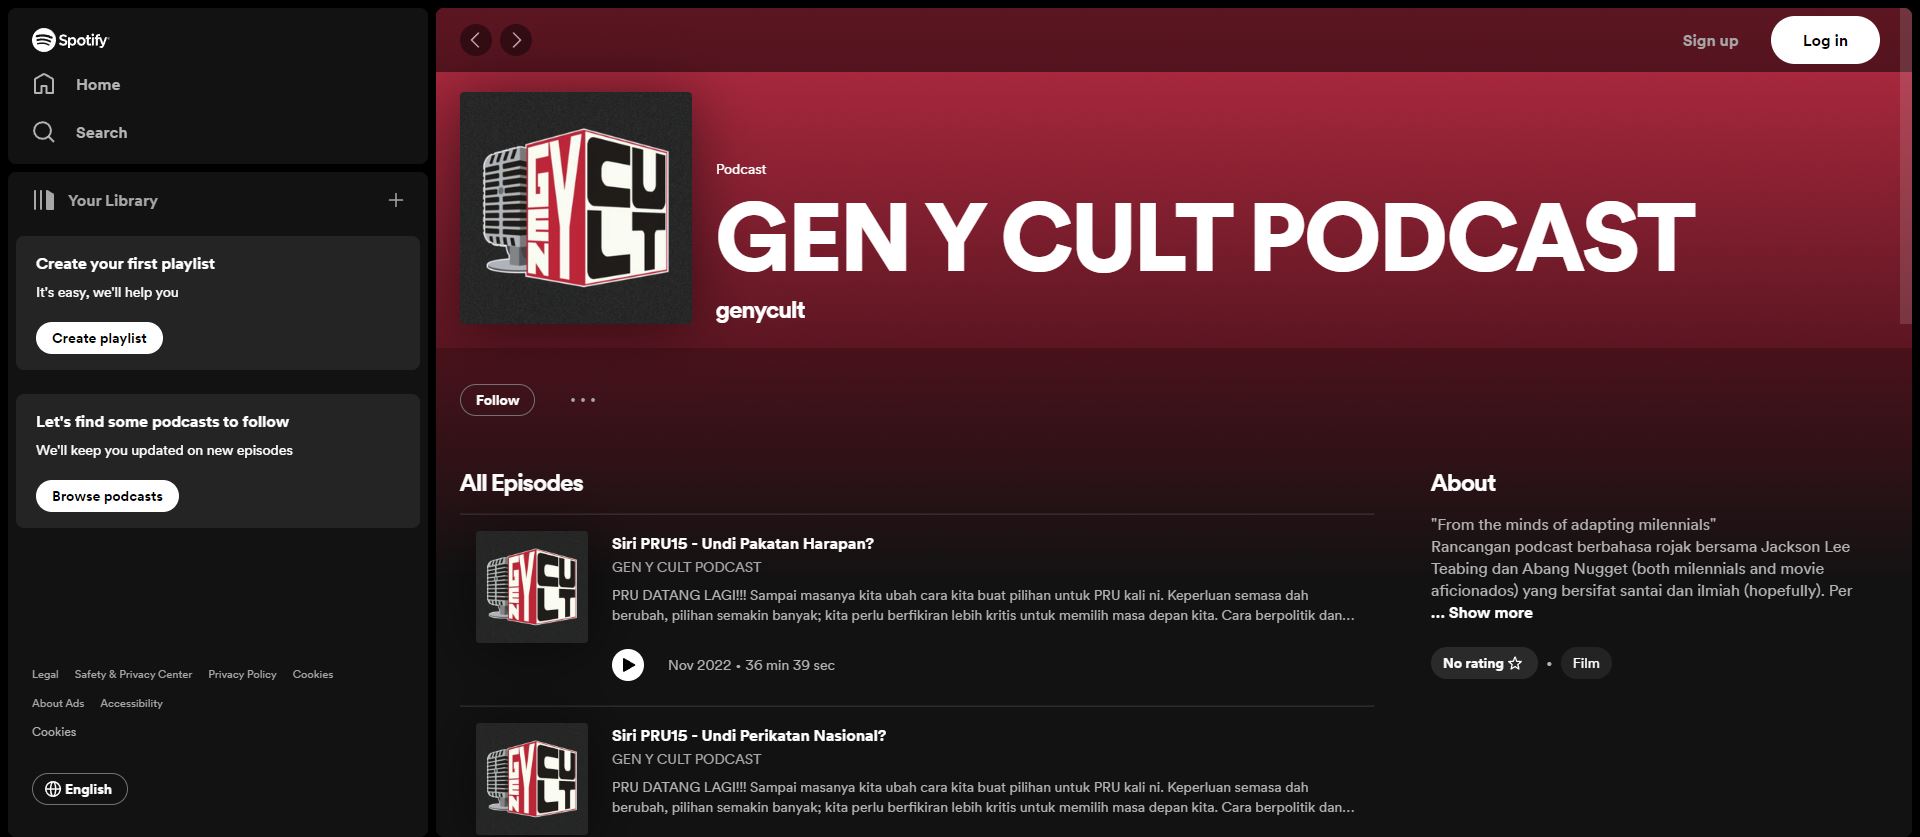 Spotify
Home
Search
Your Library
Create your first playlist
It's easy, we'll help you
Create playlist
Let's find some podcasts to follow
We'll keep you updated on new episodes
Browse podcasts
Legal Safety & Privacy Center Privacy Policy Cookies
About Ads Accessibility
Cookies
English
Sign up Log in
GEN Y CULT
Podcast
GEN Y CULT PODCAST
genycult
Follow
All Episodes
GEN Y CULT
Siri PRU15 - Undi Pakatan Harapan?
GEN Y CULT PODCAST
PRU DATANG LAGI!!! Sampai masanya kita ubah cara kita buat pilihan untuk PRU kali ni. Keperluan semasa dah
berubah, pilihan semakin banyak; kita perlu berfikiran lebih kritis untuk memilih masa depan kita. Cara berpolitik dan...
Nov 2022 • 36 min 39 sec
GEN Y CULT
Siri PRU15 - Undi Perikatan Nasional?
GEN Y CULT PODCAST
PRU DATANG LAGI!!! Sampai masanya kita ubah cara kita buat pilihan untuk PRU kali ni. Keperluan semasa dah
berubah, pilihan semakin banyak; kita perlu berfikiran lebih kritis untuk memilih masa depan kita. Cara berpolitik dan...
About
"From the minds of adapting milennials"
Rancangan podcast berbahasa rojak bersama Jackson Lee
Teabing dan Abang Nugget (both milennials and movie
aficionados) yang bersifat santai dan ilmiah (hopefully). Per
... Show more
No rating • Film